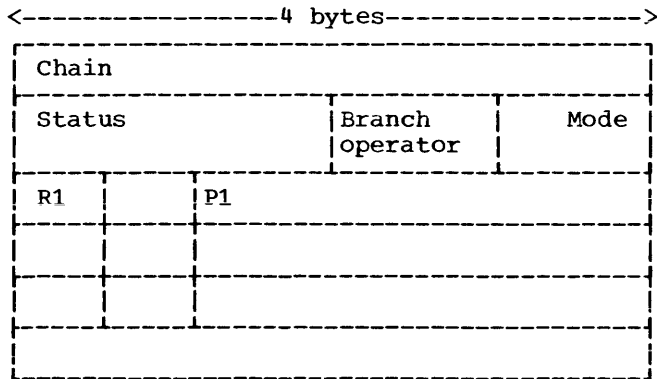 <------------------4 bytes------------------>
Chain
Status Branch Mode
operator
R1 P1